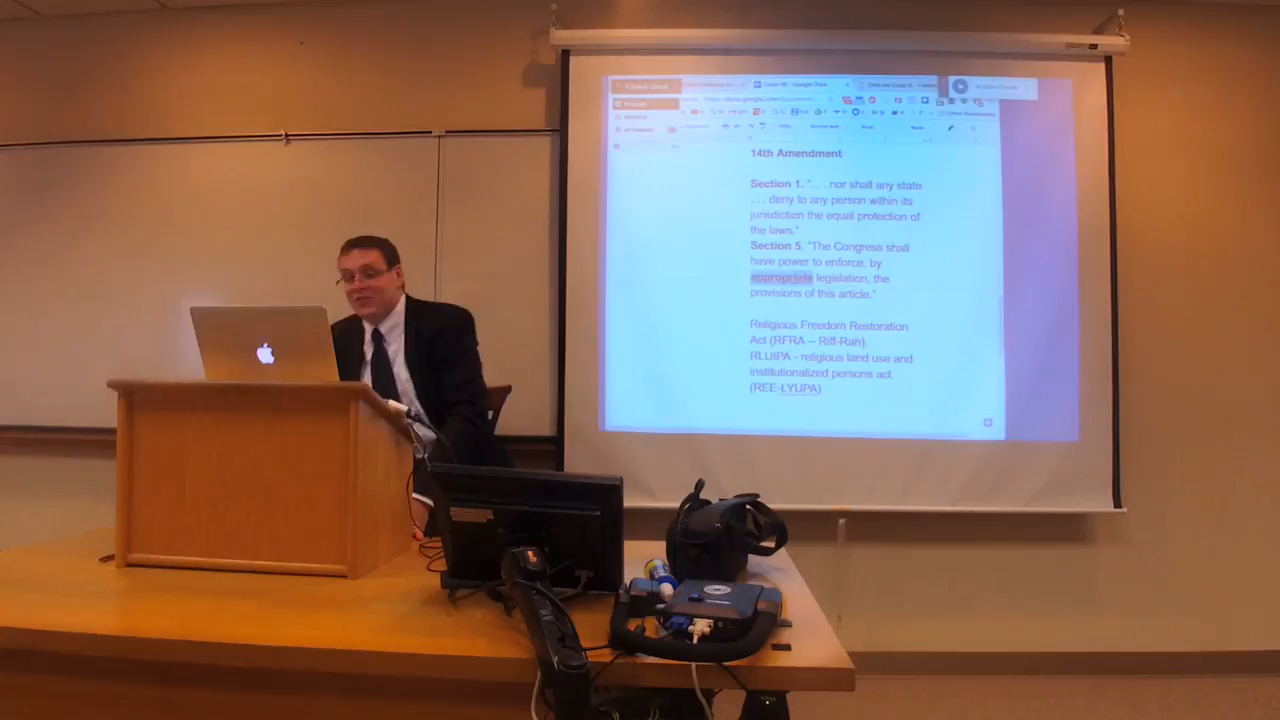 14th Amendment
Section 1. ". . . nor shall any state
. . . deny to any person within its
jurisdiction the equal protection of
the laws."
Section 5. "The Congress shall
have power to enforce, by
appropriate legislation, the
provisions of this article."
Religious Freedom Restoration
Act (RFRA -- Riff-Rah).
RLUIPA - religious land use and
institutionalized persons act.
(REE-LYUPA)